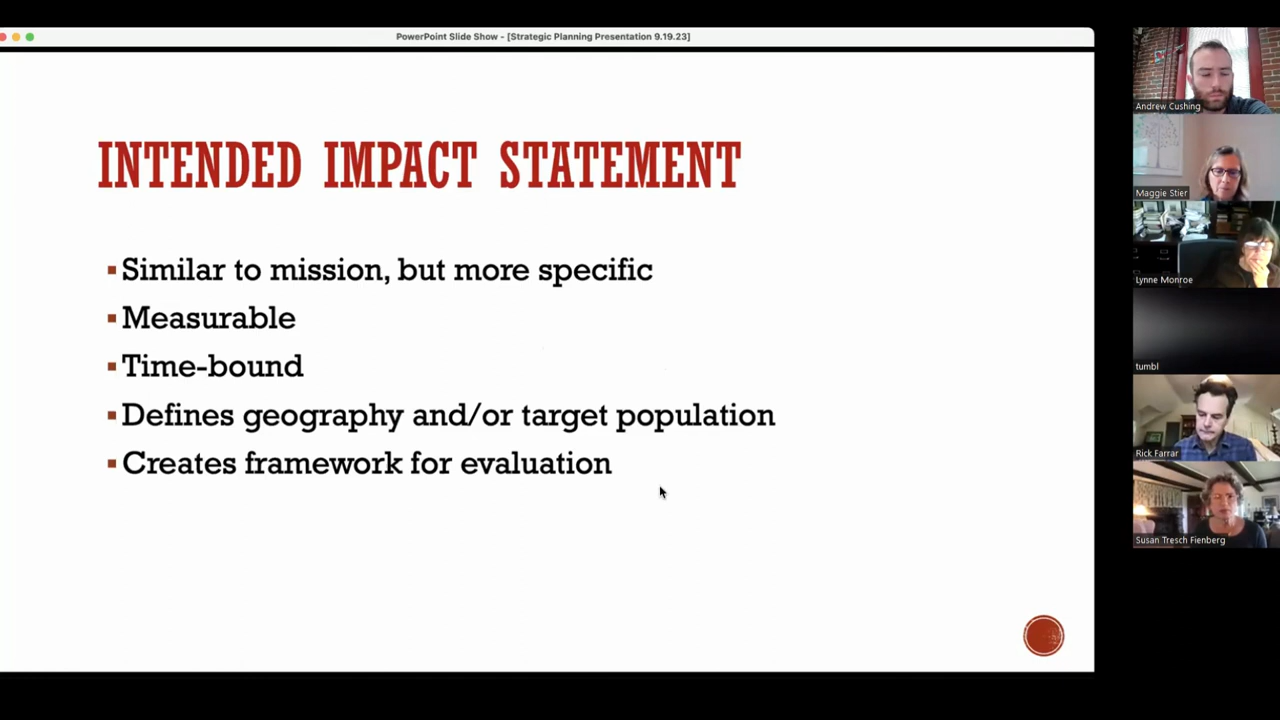 PowerPoint Slide Show - [Strategic Planning Presentation 9.19.23]
INTENDED IMPACT STATEMENT
Similar to mission, but more specific
Measurable
Time-bound
Defines geography and/or target population
Creates framework for evaluation
Andrew Cushing
Maggie Stier
Lynne Monroe
tumbl
Rick Farrar
Susan Tresch Fienberg